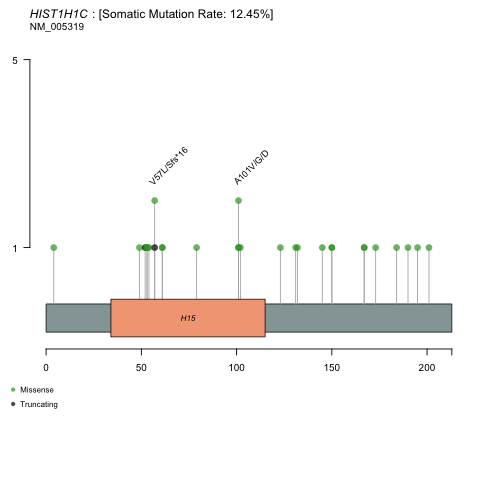 HIST1H1C : [Somatic Mutation Rate: 12.45%]
NM_005319
5
V57L/Sfs*16
A101V/G/D
1
H15
0 50 100 150 200
Missense
Truncating